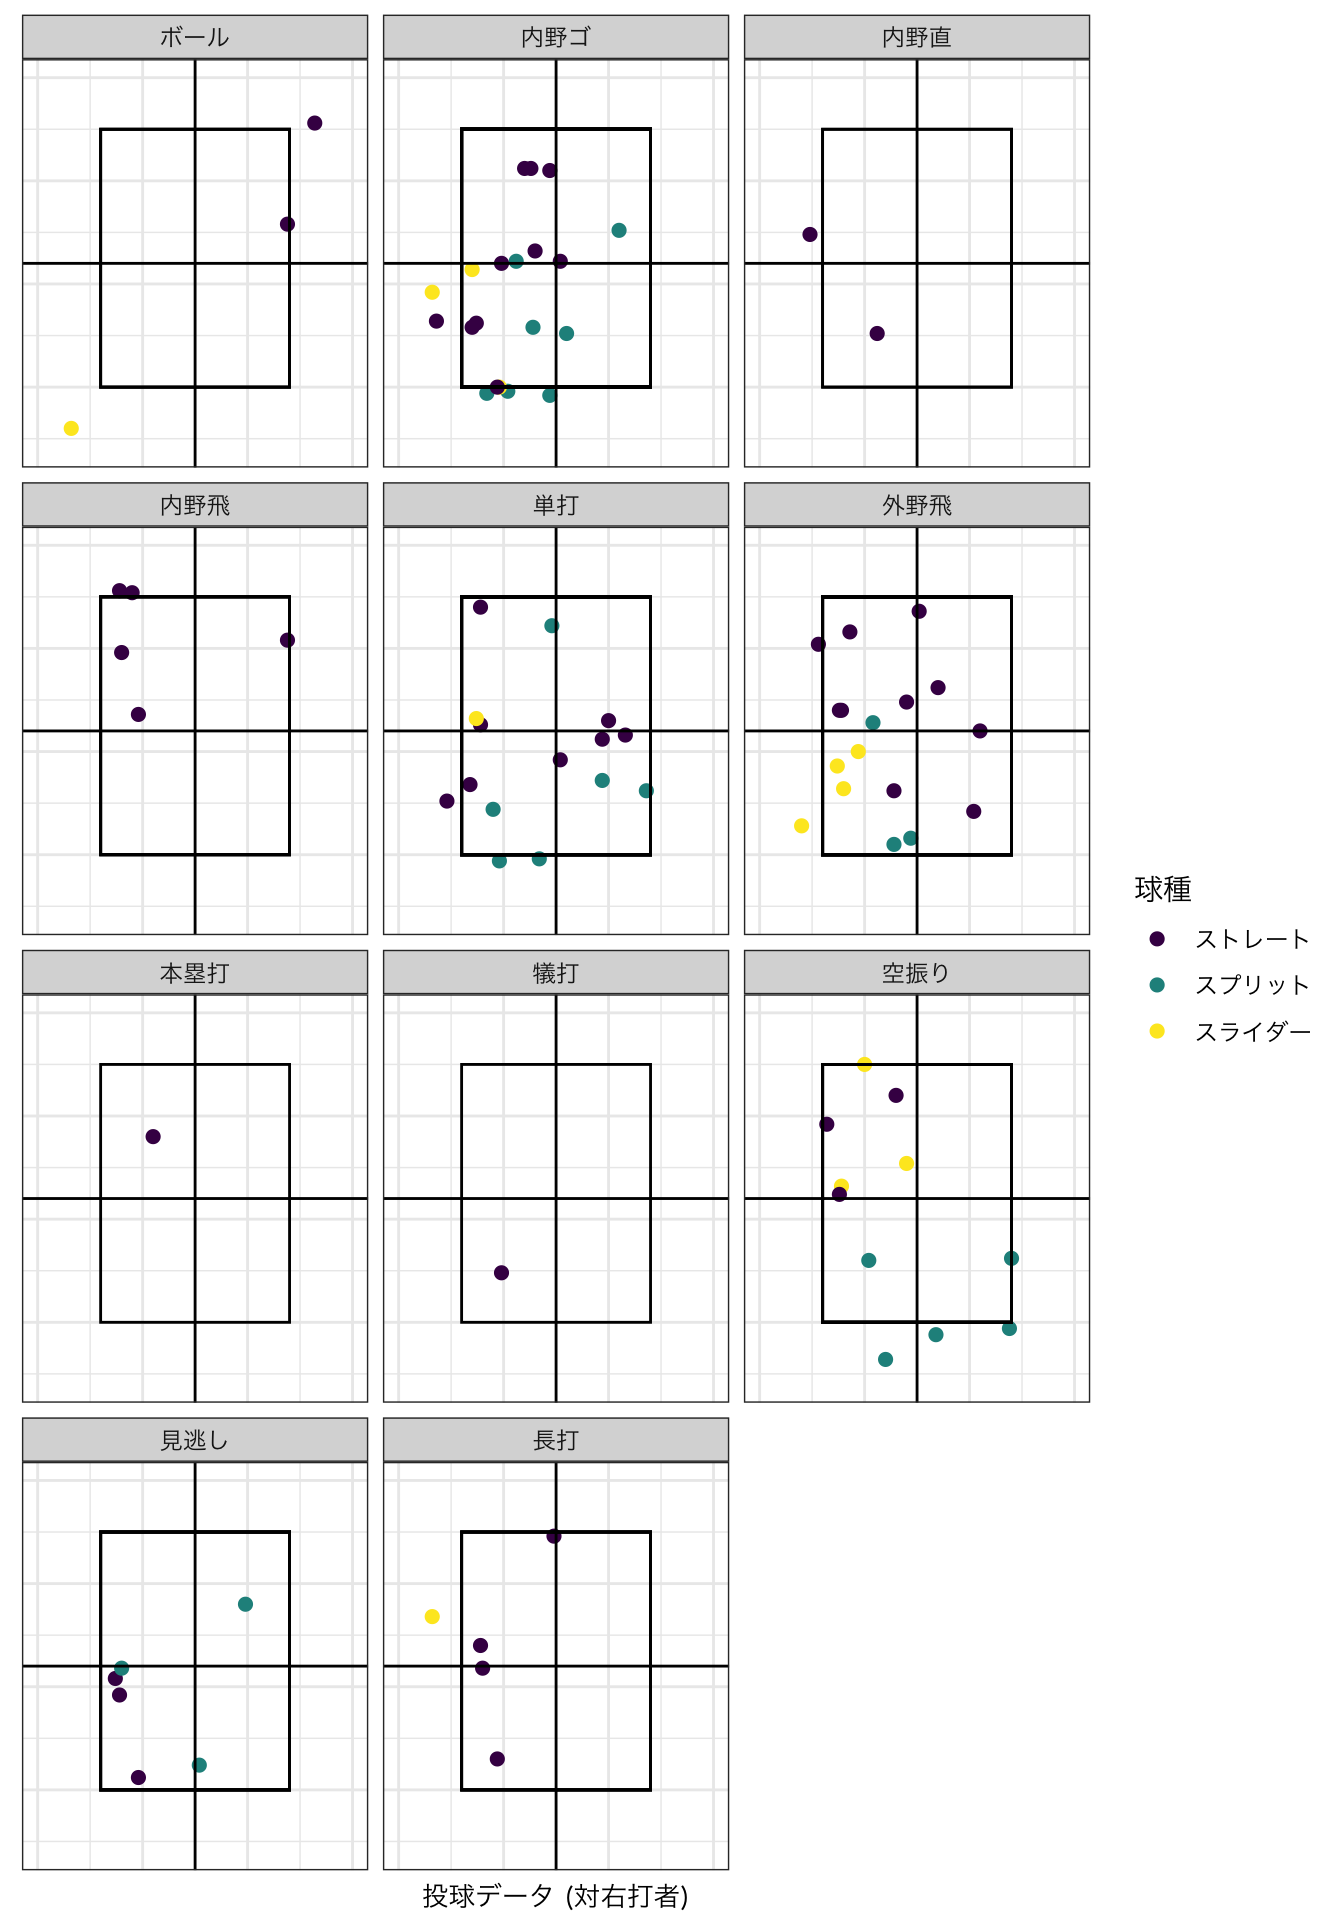 ボール
内野ゴ
内野直
内野飛
単打
外野飛
本塁打
犠打
空振り
見逃し
長打
球種
ストレート
スプリット
スライダー
投球データ (対右打者)